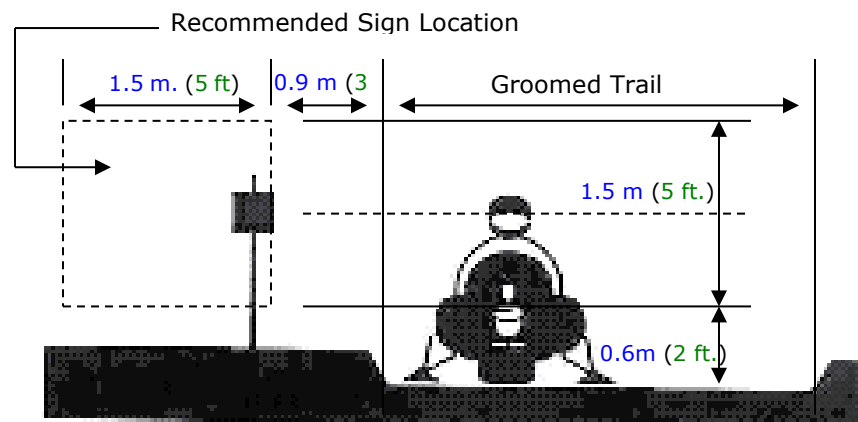 Recommended Sign Location
1.5 m. (5 ft) 0.9 m (3 Groomed Trail
1.5 m (5 ft.)
0.6m (2 ft.)